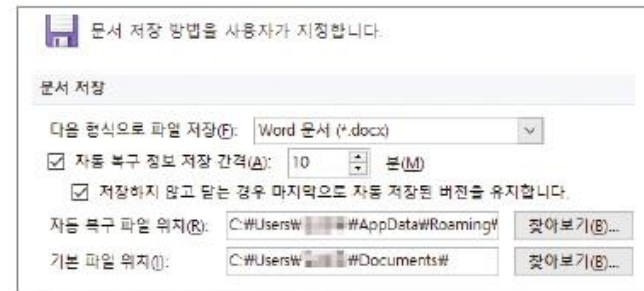 문서 저장 방법을 사용자가 지정합니다.
문서 저장
다음 형식으로 파일 저장(F): Word 문서 (*.docx)
자동 복구 정보 저장 간격(A): 10 분(M)
저장하지 않고 닫는 경우 마지막으로 자동 저장된 버전을 유지합니다.
자동 복구 파일 위치(R): C:₩Users₩ ₩AppData₩Roaming₩ 찾아보기(B)...
기본 파일 위치(I): C:₩Users₩ ₩Documents₩ 찾아보기(B)...